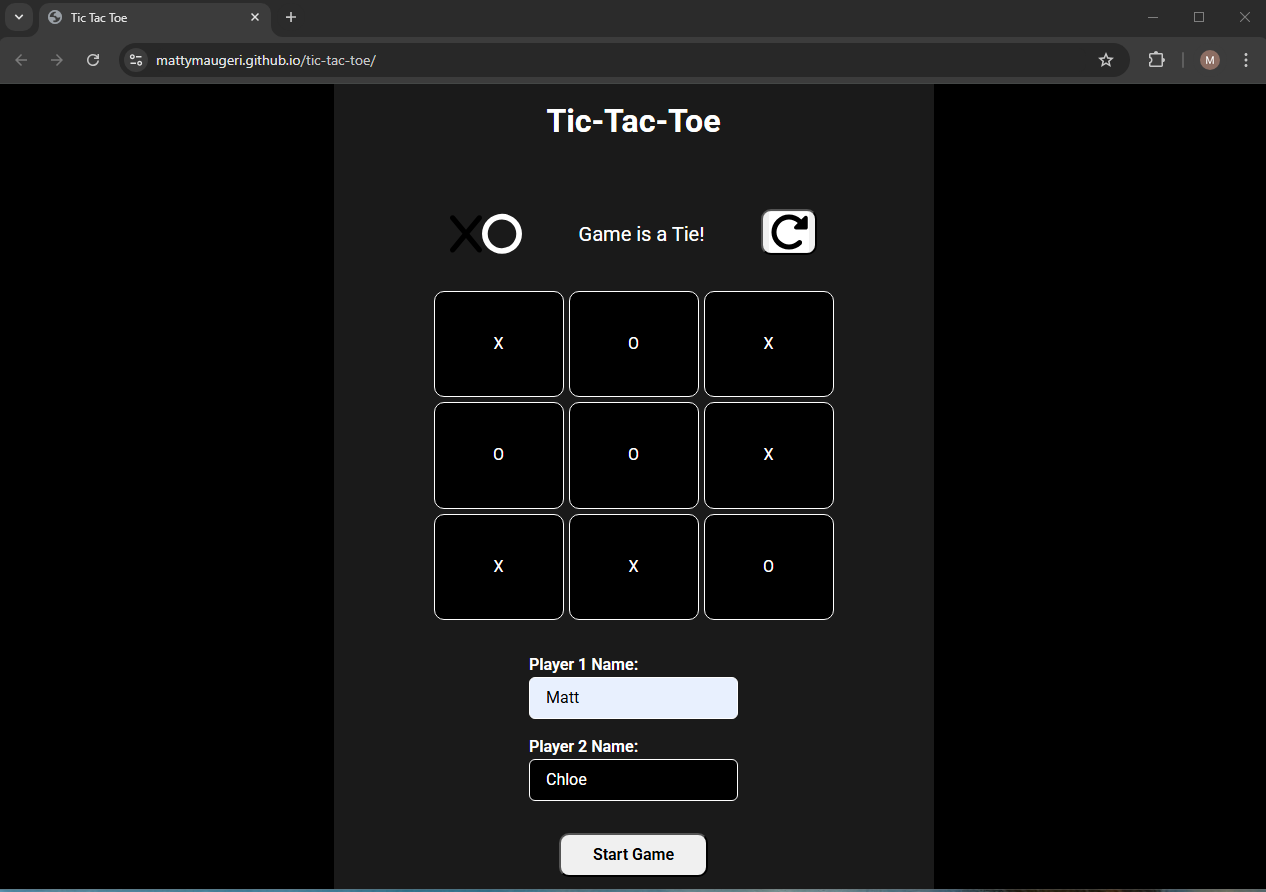 Tic Tac Toe
mattymaugeri.github.io/tic-tac-toe/
M
Tic-Tac-Toe
XO
Game is a Tie!
X O X
O O X
X X O
Player 1 Name:
Matt
Player 2 Name:
Chloe
Start Game